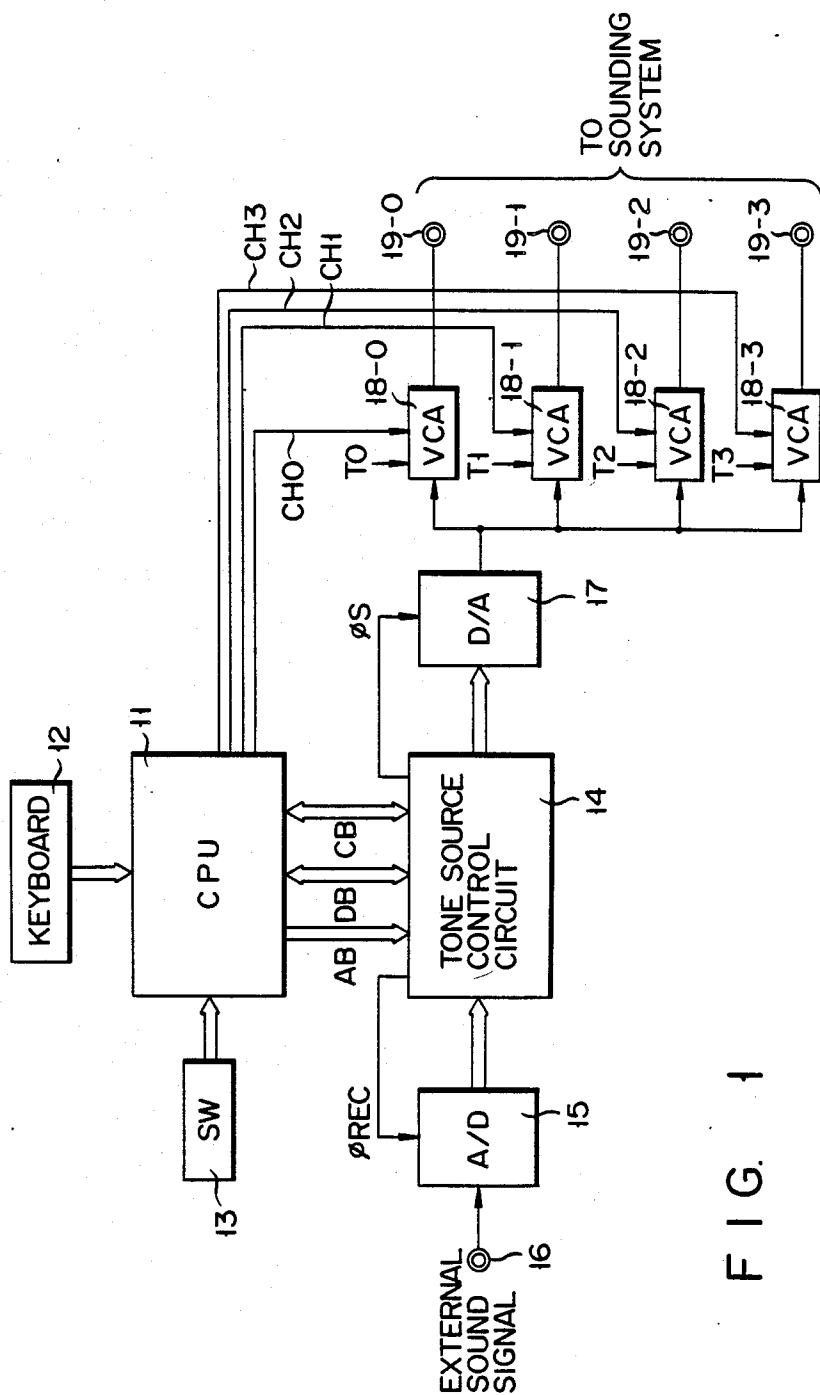 KEYBOARD
12
SW
13
CPU
11
CH3
CH2
CH1
CH0
AB
DB
CB
EXTERNAL
SOUND
SIGNAL
16
øREC
A/D
15
TONE SOURCE
CONTROL
CIRCUIT
14
øS
D/A
17
T0
VCA
18-0
19-0
T1
VCA
18-1
19-1
T2
VCA
18-2
19-2
T3
VCA
18-3
19-3
TO
SOUNDING
SYSTEM
FIG. 1